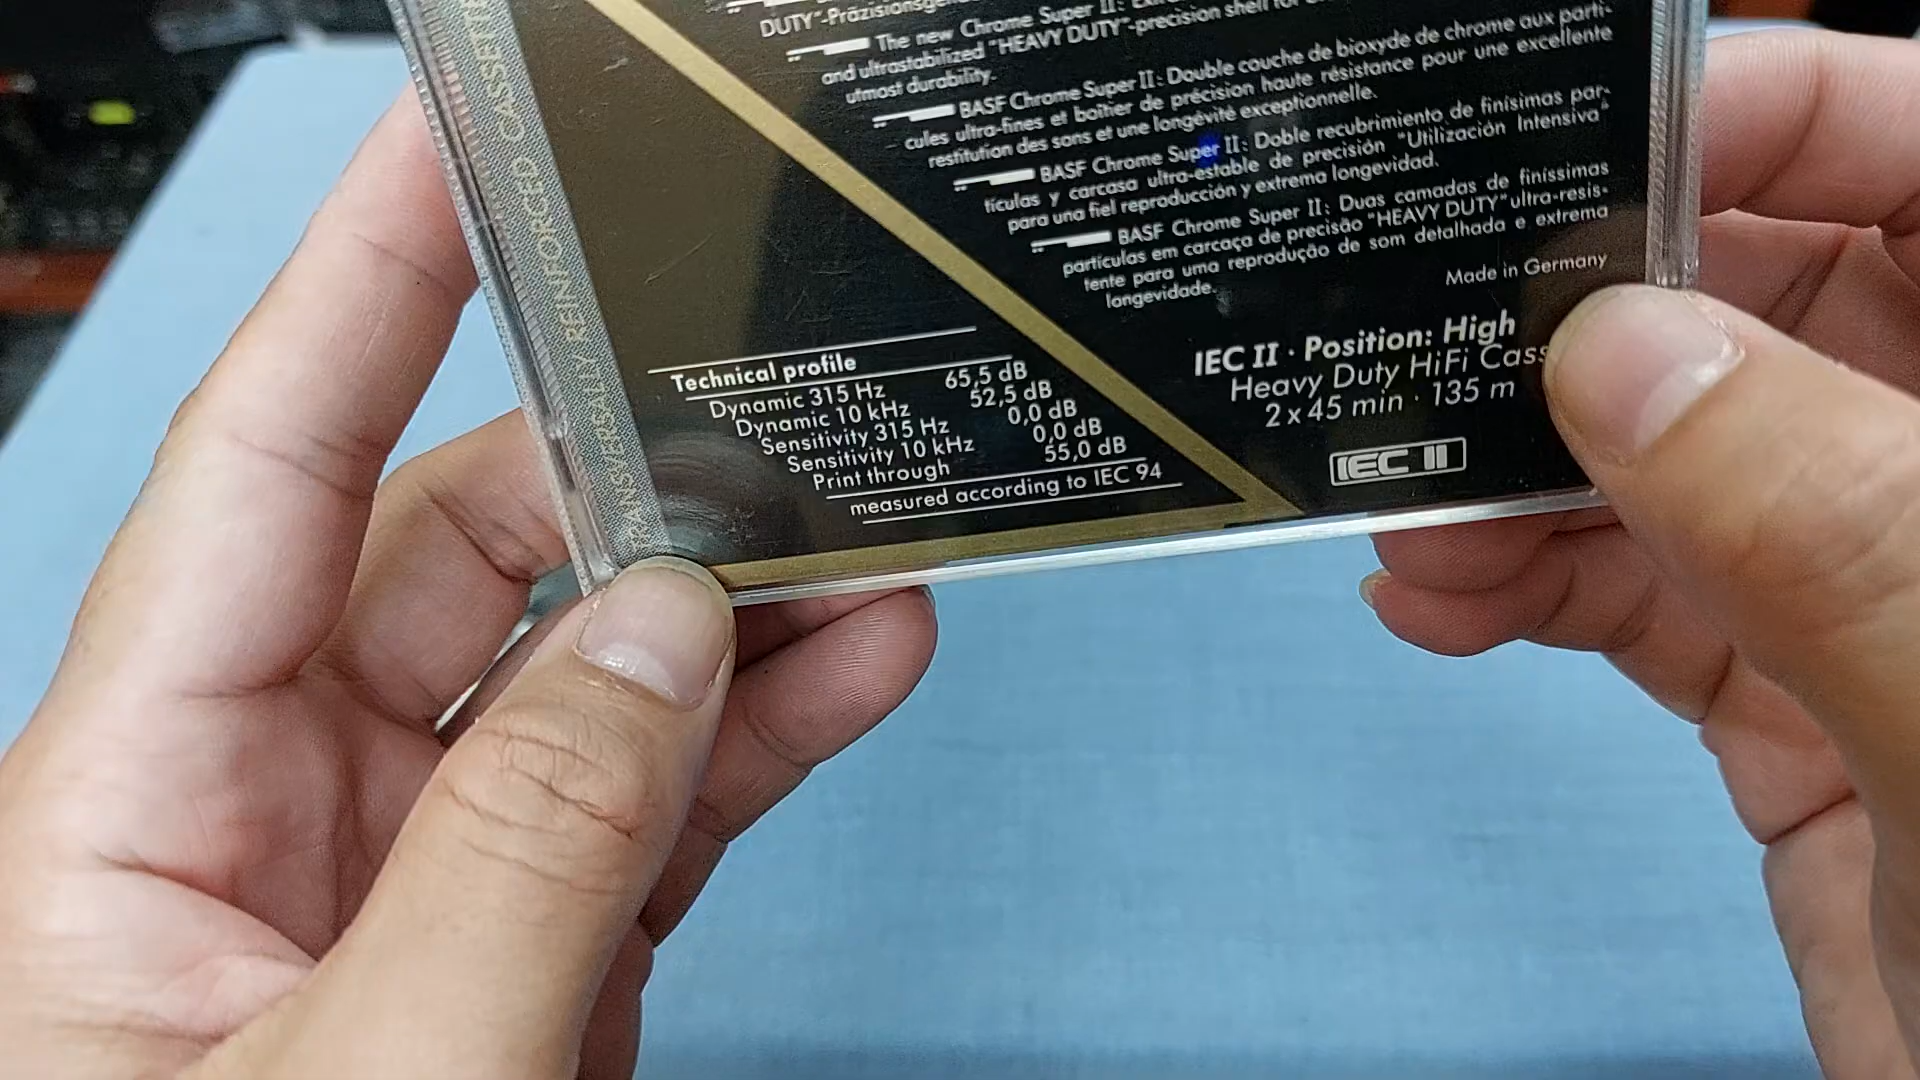 DUTY"-Präzisionsge
The new Chrome Super II:
and ultrastabilized "HEAVY DUTY"-precision shell for
utmost durability.
BASF Chrome Super II: Double couche de bioxyde de chrome aux parti-
cules ultra-fines et boîtier de précision haute résistance pour une excellente
restitution des sons et une longévité exceptionnelle.
BASF Chrome Super II: Doble recubrimiento de finísimas par-
tículas y carcasa ultra-estable de precisión "Utilización Intensiva"
para una fiel reproducción y extrema longevidad.
BASF Chrome Super II: Duas camadas de finíssimas
partículas em carcaça de precisão "HEAVY DUTY" ultra-resis-
tente para uma reprodução de som detalhada e extrema
longevidade.
Made in Germany
IEC II · Position: High
Heavy Duty HiFi Cass
2 x 45 min · 135 m
IEC II
Technical profile
Dynamic 315 Hz 65,5 dB
Dynamic 10 kHz 52,5 dB
Sensitivity 315 Hz 0,0 dB
Sensitivity 10 kHz 0,0 dB
Print through 55,0 dB
measured according to IEC 94
REINFORCED CASSETTE